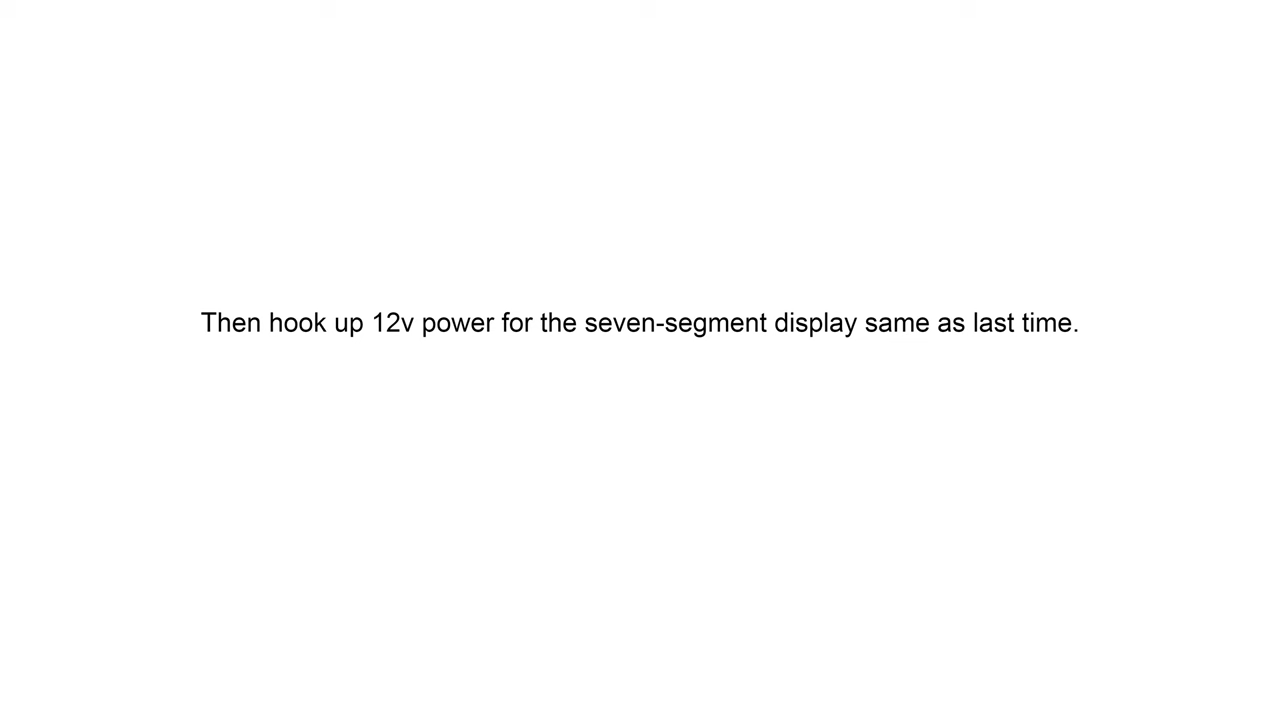 Then hook up 12v power for the seven-segment display same as last time.